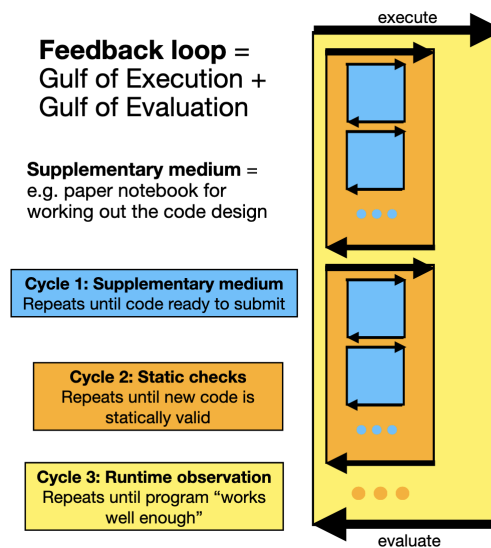 execute
Feedback loop =
Gulf of Execution +
Gulf of Evaluation
Supplementary medium =
e.g. paper notebook for
working out the code design
Cycle 1: Supplementary medium
Repeats until code ready to submit
Cycle 2: Static checks
Repeats until new code is
statically valid
Cycle 3: Runtime observation
Repeats until program “works
well enough”
evaluate